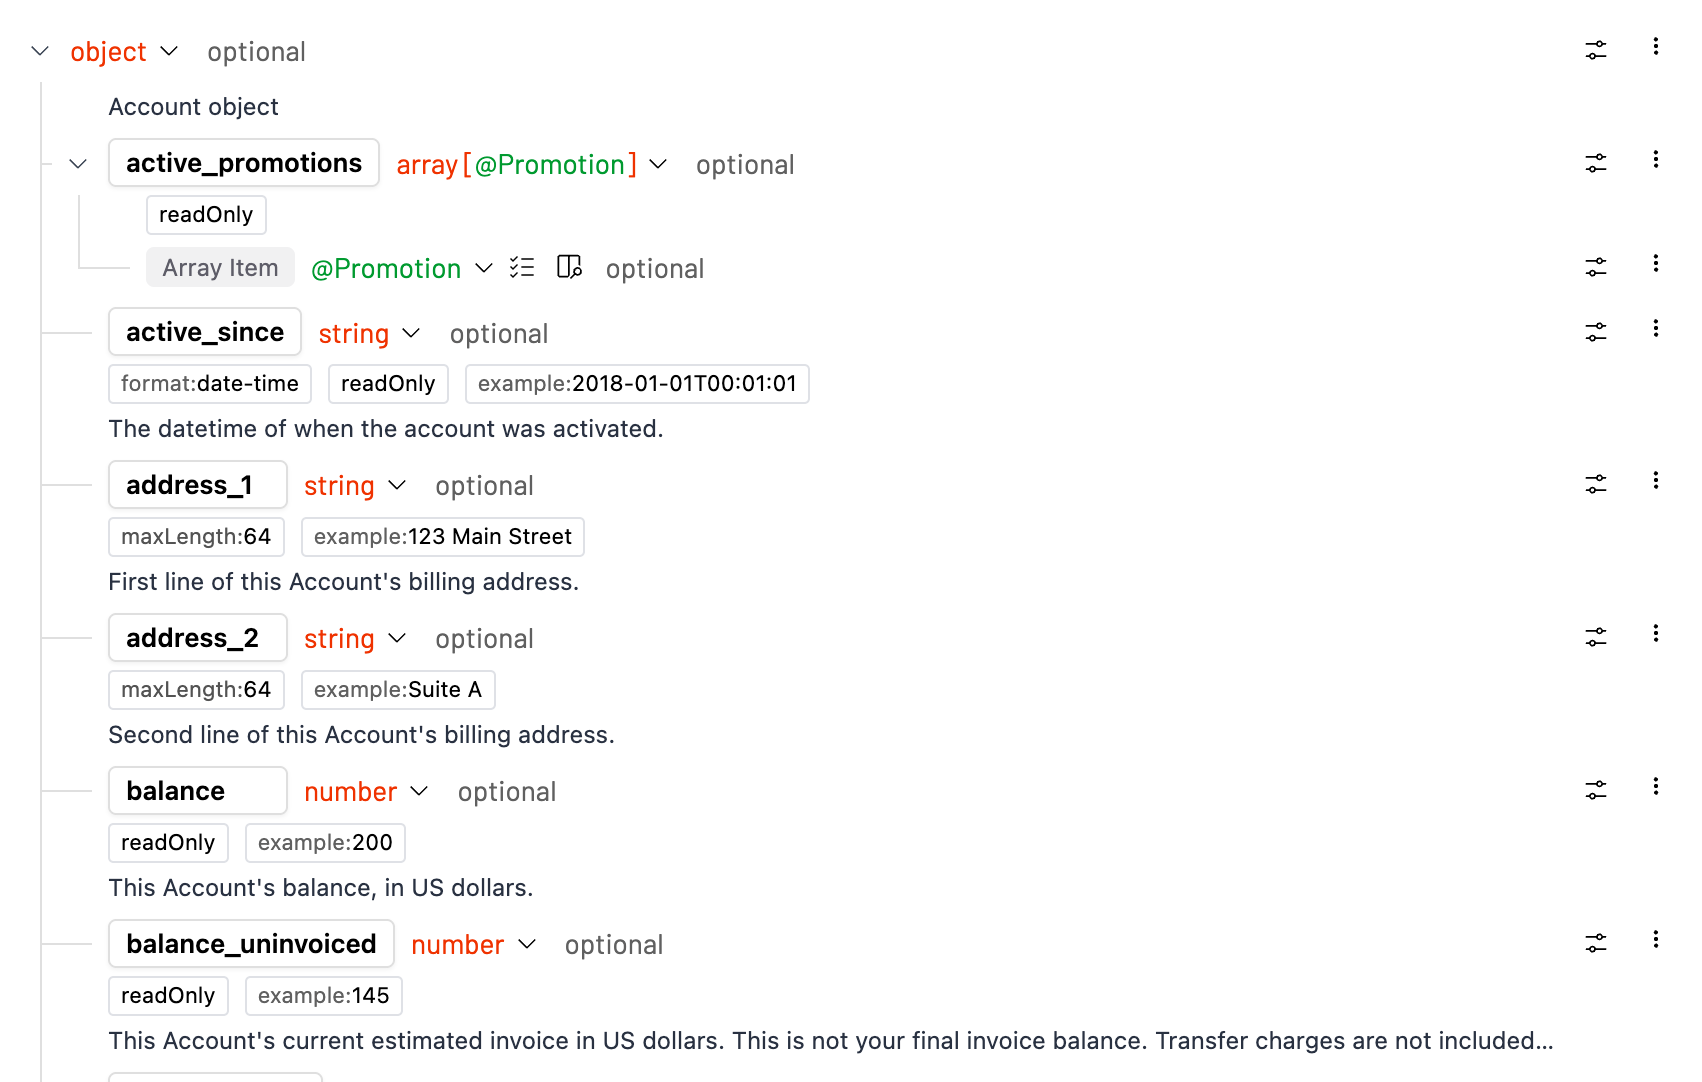 object optional
Account object
active_promotions array[@Promotion] optional
readOnly
Array Item @Promotion optional
active_since string optional
format:date-time readOnly example:2018-01-01T00:01:01
The datetime of when the account was activated.
address_1 string optional
maxLength:64 example:123 Main Street
First line of this Account's billing address.
address_2 string optional
maxLength:64 example:Suite A
Second line of this Account's billing address.
balance number optional
readOnly example:200
This Account's balance, in US dollars.
balance_uninvoiced number optional
readOnly example:145
This Account's current estimated invoice in US dollars. This is not your final invoice balance. Transfer charges are not included...